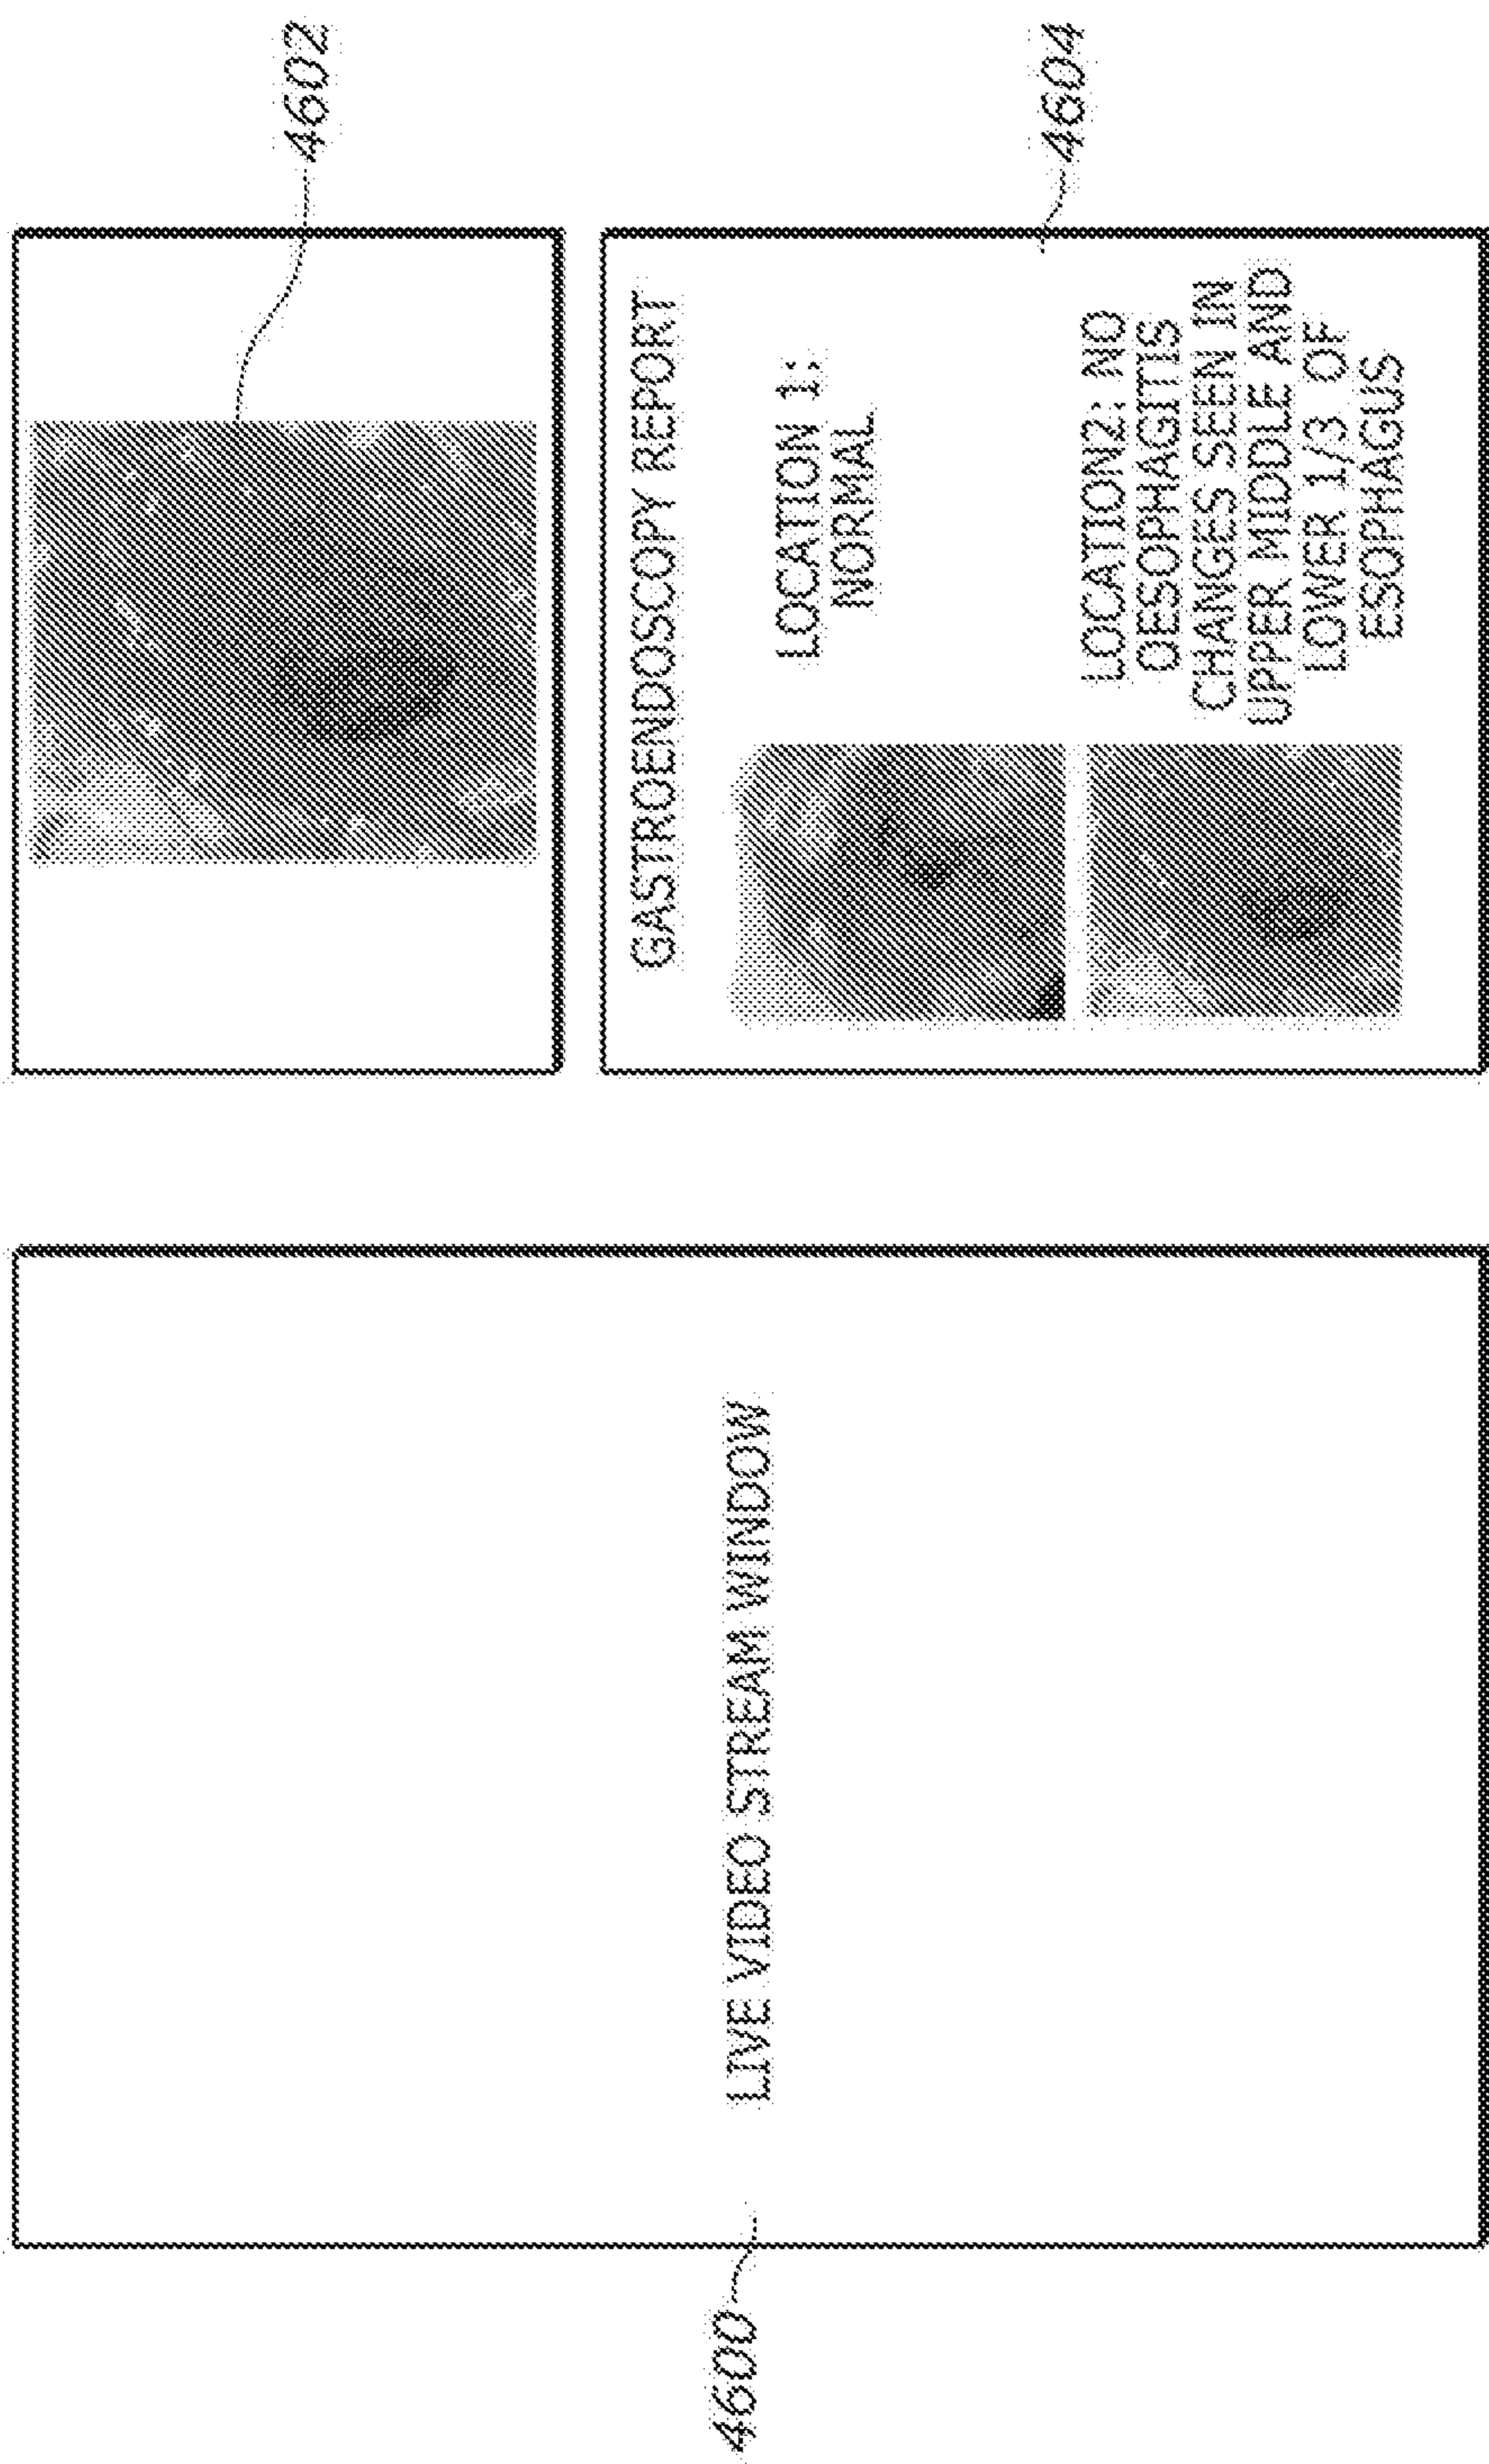 4600
LIVE VIDEO STREAM WINDOW
4602
GASTROENDOSCOPY REPORT
LOCATION 1:
NORMAL
LOCATION2: NO
OESOPHAGITIS
CHANGES SEEN IN
UPPER MIDDLE AND
LOWER 1/3 OF
ESOPHAGUS
4604